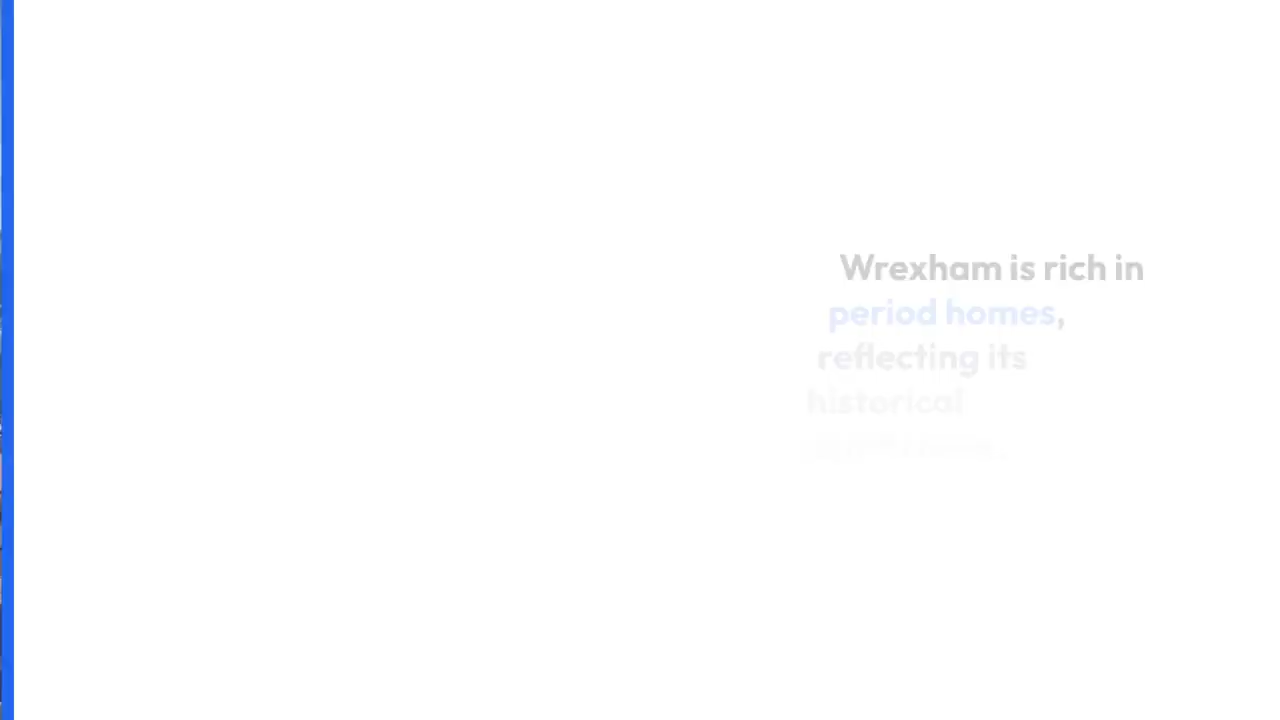 Wrexham is rich in
period homes,
reflecting its
historical